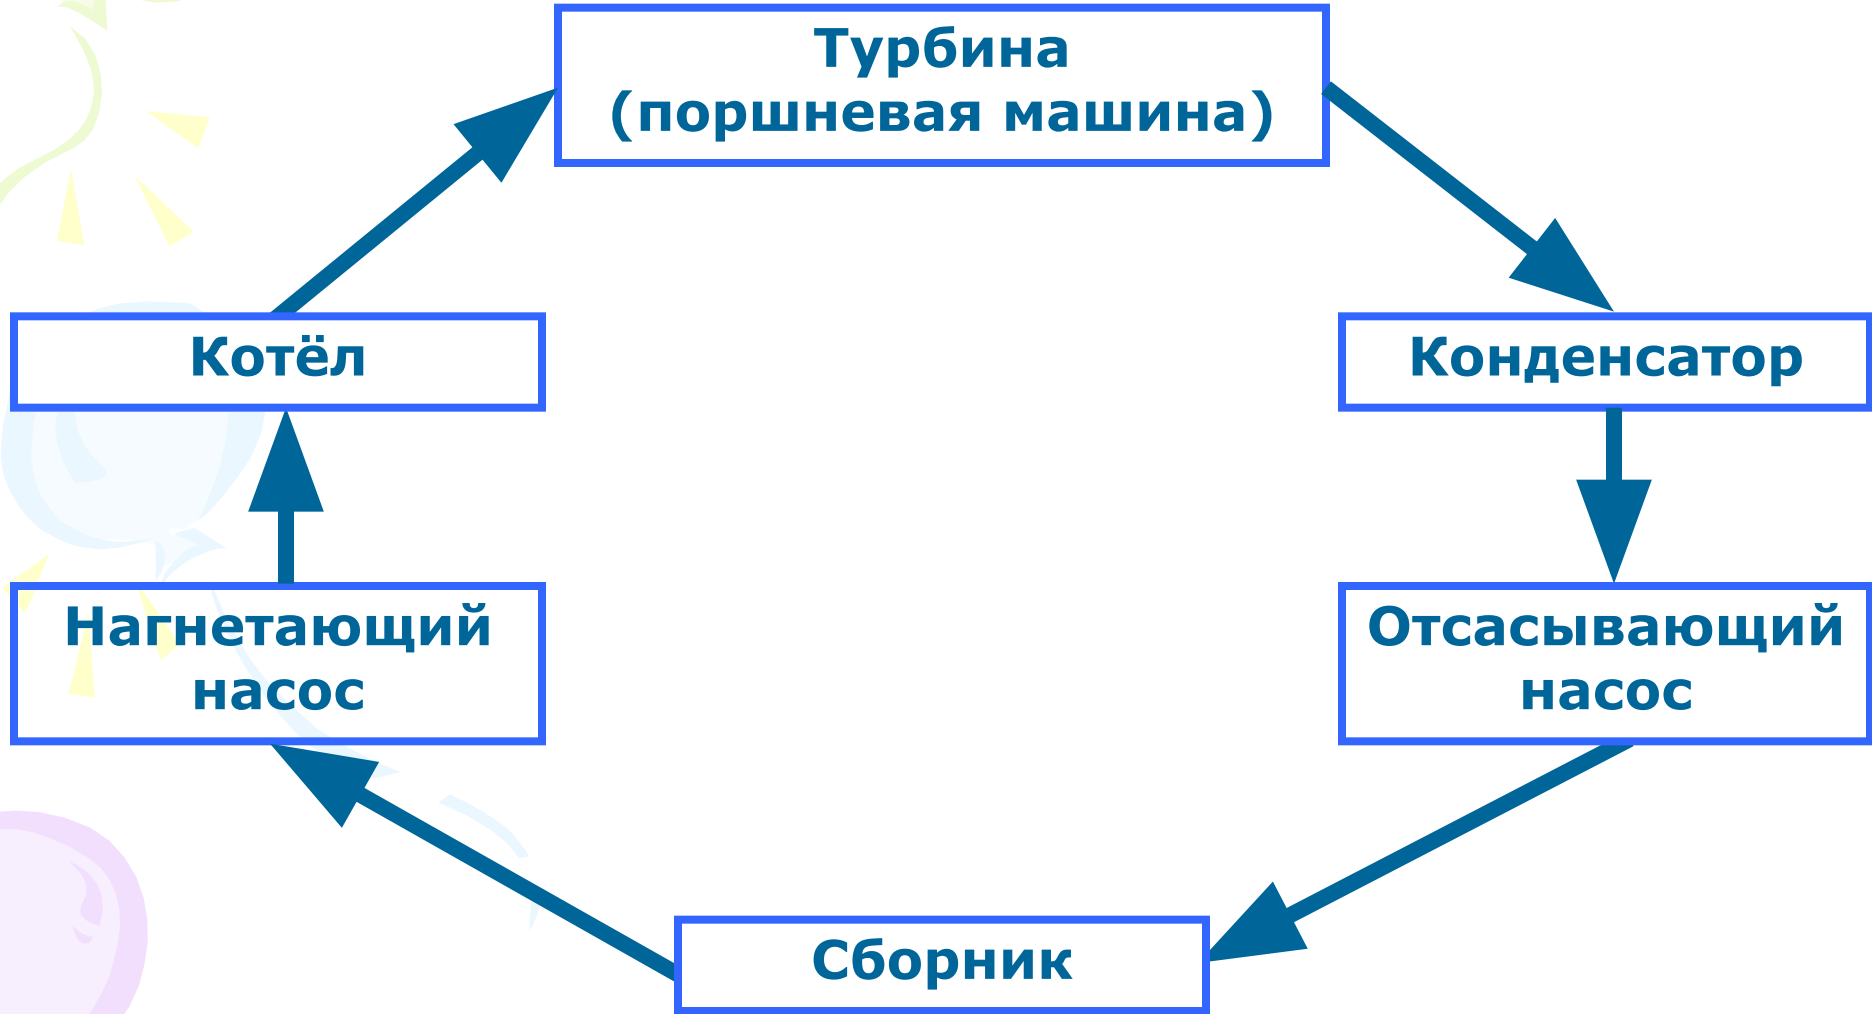 Турбина
(поршневая машина)
Котёл
Конденсатор
Нагнетающий
насос
Отсасывающий
насос
Сборник